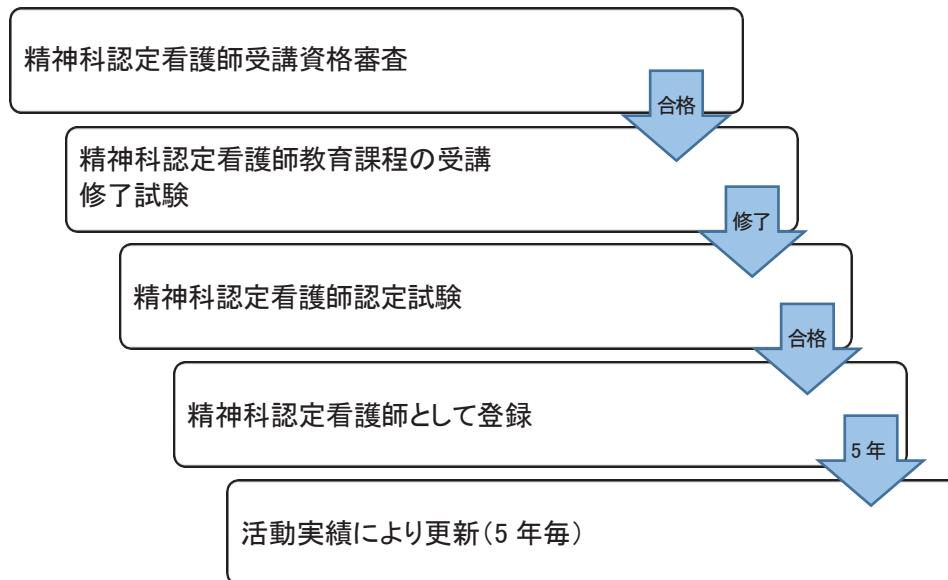 精神科認定看護師受講資格審査
合格
精神科認定看護師教育課程の受講
修了試験
修了
精神科認定看護師認定試験
合格
精神科認定看護師として登録
5 年
活動実績により更新(5 年毎)